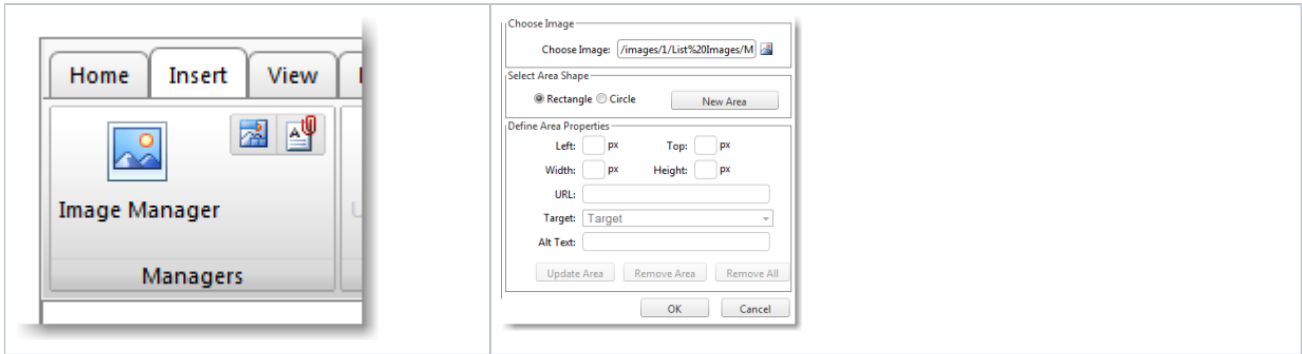 Home Insert View
Image Manager
Managers
Choose Image
Choose Image: /images/1/List%20Images/M
Select Area Shape
Rectangle Circle New Area
Define Area Properties
Left: px Top: px
Width: px Height: px
URL:
Target: Target
Alt Text:
Update Area Remove Area Remove All
OK Cancel